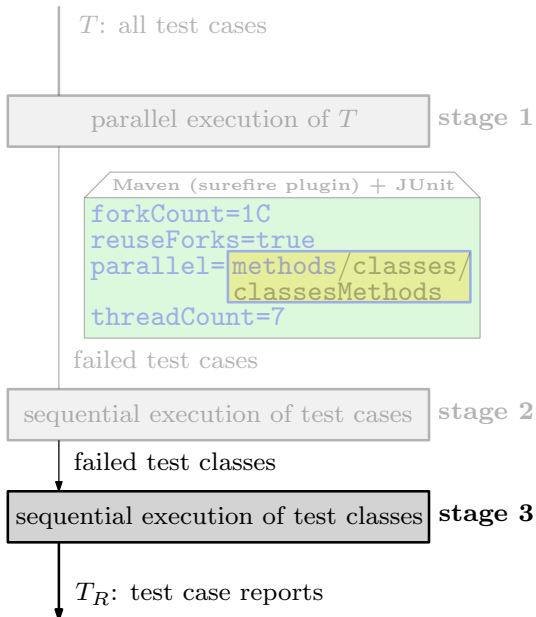 T: all test cases
parallel execution of T
stage 1
Maven (surefire plugin) + JUnit
forkCount=1C
reuseForks=true
parallel=methods/classes/
classesMethods
threadCount=7
failed test cases
sequential execution of test cases
stage 2
failed test classes
sequential execution of test classes
stage 3
T_R: test case reports